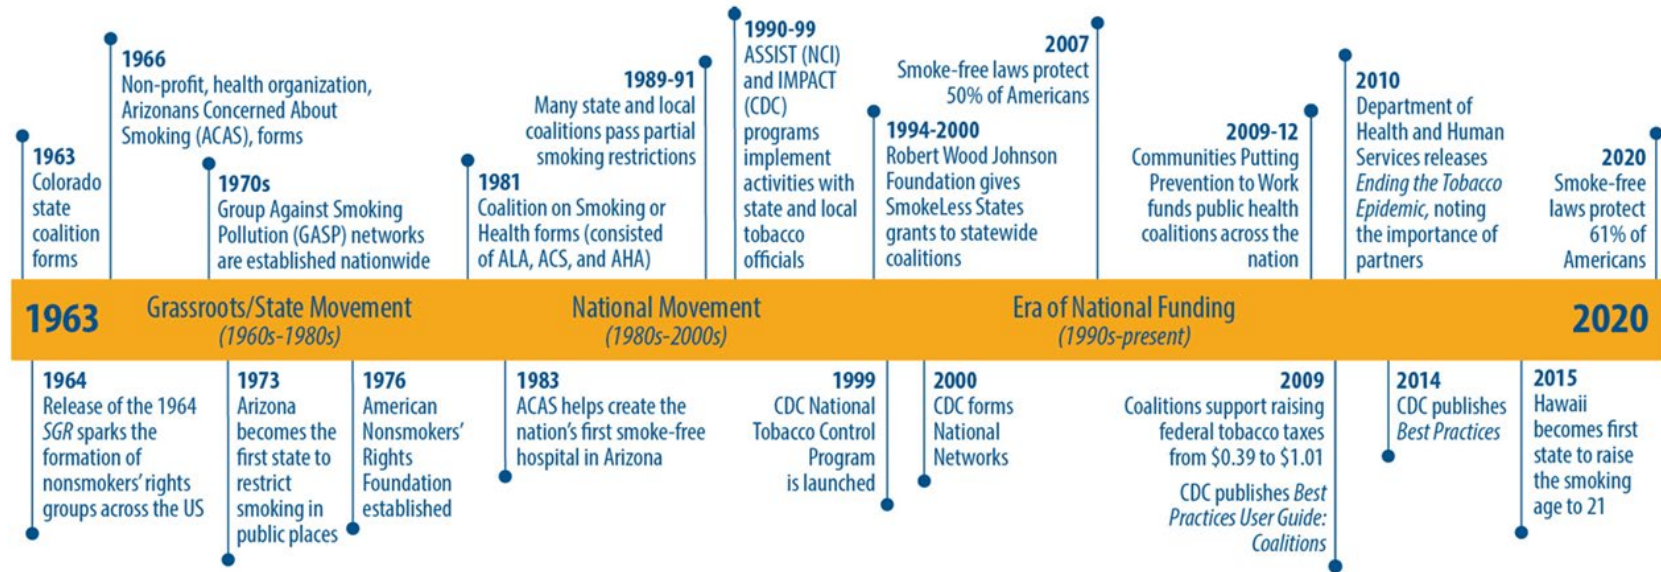 1963
Colorado
state
coalition
forms
1966
Non-profit, health organization,
Arizonans Concerned About
Smoking (ACAS), forms
1970s
Group Against Smoking
Pollution (GASP) networks
are established nationwide
1981
Coalition on Smoking or
Health forms (consisted
of ALA, ACS, and AHA)
1989-91
Many state and local
coalitions pass partial
smoking restrictions
1990-99
ASSIST (NCI)
and IMPACT
(CDC)
programs
implement
activities with
state and local
tobacco
officials
1994-2000
Robert Wood Johnson
Foundation gives
SmokeLess States
grants to statewide
coalitions
2007
Smoke-free laws protect
50% of Americans
2009-12
Communities Putting
Prevention to Work
funds public health
coalitions across the
nation
2010
Department of
Health and Human
Services releases
Ending the Tobacco
Epidemic, noting
the importance of
partners
2020
Smoke-free
laws protect
61% of
Americans
1963
Grassroots/State Movement
(1960s-1980s)
National Movement
(1980s-2000s)
Era of National Funding
(1990s-present)
2020
1964
Release of the 1964
SGR sparks the
formation of
nonsmokers' rights
groups across the US
1973
Arizona
becomes the
first state to
restrict
smoking in
public places
1976
American
Nonsmokers'
Rights
Foundation
established
1983
ACAS helps create the
nation's first smoke-free
hospital in Arizona
1999
CDC National
Tobacco Control
Program
is launched
2000
CDC forms
National
Networks
2009
Coalitions support raising
federal tobacco taxes
from $0.39 to $1.01
CDC publishes Best
Practices User Guide:
Coalitions
2014
CDC publishes
Best Practices
2015
Hawaii
becomes first
state to raise
the smoking
age to 21